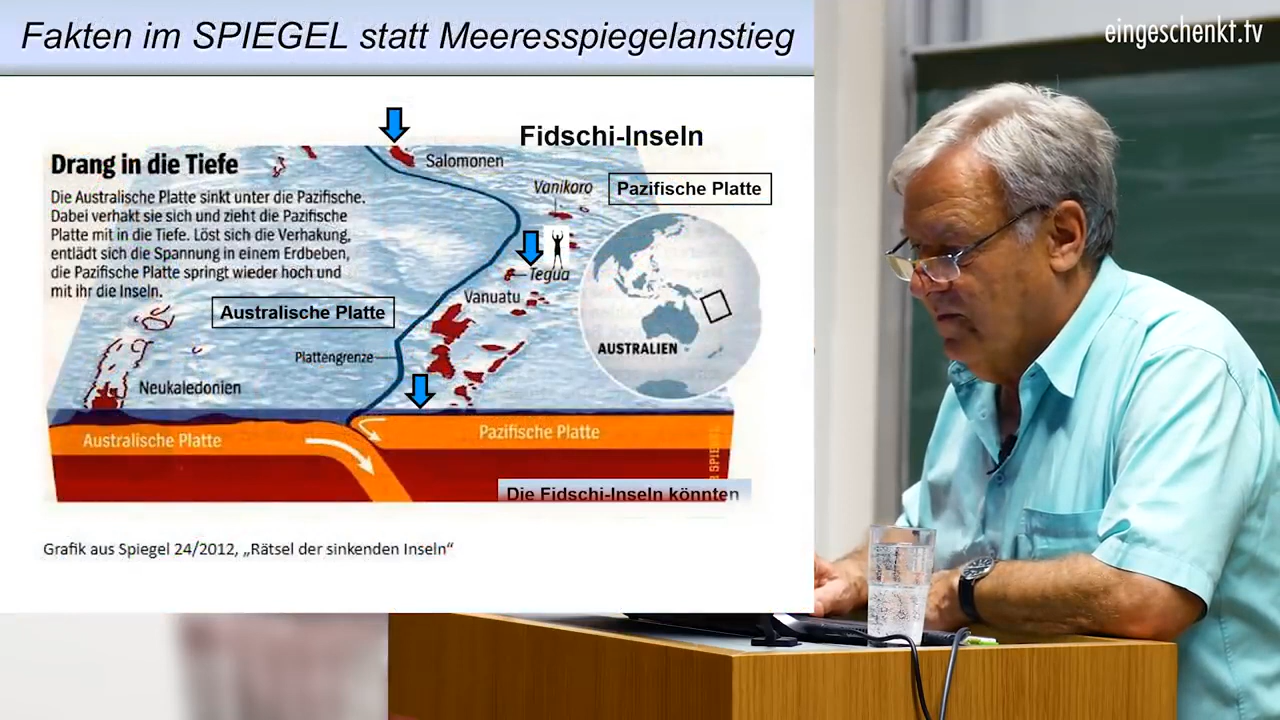 Fakten im SPIEGEL statt Meeresspiegelanstieg
eingeschenkt.tv
Fidschi-Inseln
Drang in die Tiefe
Die Australische Platte sinkt unter die Pazifische.
Dabei verhakt sie sich und zieht die Pazifische
Platte mit in die Tiefe. Löst sich die Verhakung,
entlädt sich die Spannung in einem Erdbeben,
die Pazifische Platte springt wieder hoch und
mit ihr die Inseln.
Salomonen
Vanikoro
Pazifische Platte
Tegua
Vanuatu
Australische Platte
AUSTRALIEN
Plattengrenze
Neukaledonien
Australische Platte
Pazifische Platte
Die Fidschi-Inseln könnten
Grafik aus Spiegel 24/2012, „Rätsel der sinkenden Inseln“